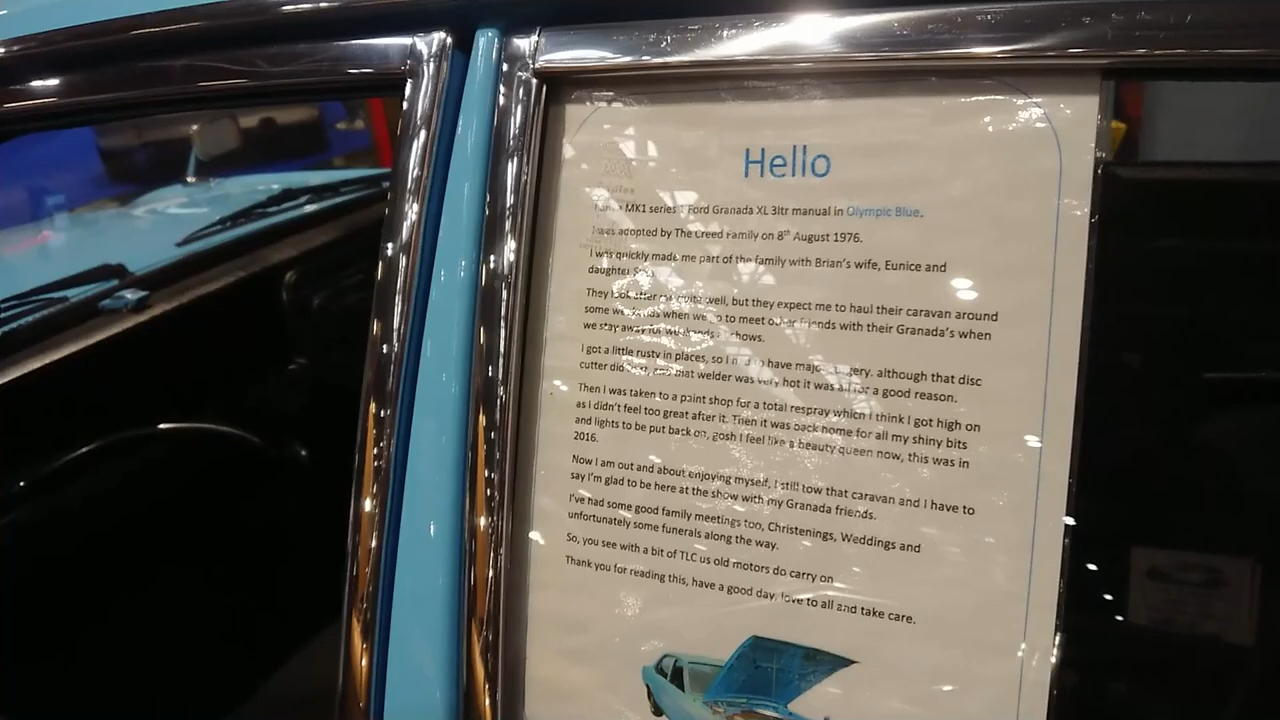 Hello
MK1 series 1 Ford Granada XL 3ltr manual in Olympic Blue.
I was adopted by The Creed Family on 8th August 1976.
I was quickly made me part of the family with Brian's wife, Eunice and
daughter
They look after me quite well, but they expect me to haul their caravan around
some weekends when we go to meet other friends with their Granada's when
we stay away for weekends shows.
I got a little rusty in places, so I had to have major surgery. although that disc
cutter did and that welder was very hot it was all for a good reason.
Then I was taken to a paint shop for a total respray which I think I got high on
as I didn't feel too great after it. Then it was back home for all my shiny bits
and lights to be put back on, gosh I feel like a beauty queen now, this was in
2016.
Now I am out and about enjoying myself, I still tow that caravan and I have to
say I'm glad to be here at the show with my Granada friends.
I've had some good family meetings too, Christenings, Weddings and
unfortunately some funerals along the way.
So, you see with a bit of TLC us old motors do carry on
Thank you for reading this, have a good day, love to all and take care.